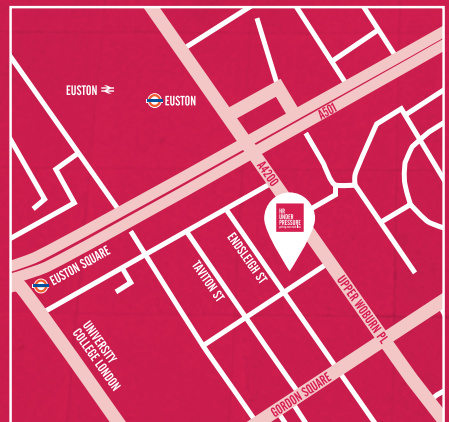 EUSTON
EUSTON
A501
A4200
HR
UNDER
PRESSURE
EUSTON SQUARE
ENDSLEIGH ST
TAVITON ST
UPPER WOBURN PL
UNIVERSITY
COLLEGE LONDON
GORDON SQUARE